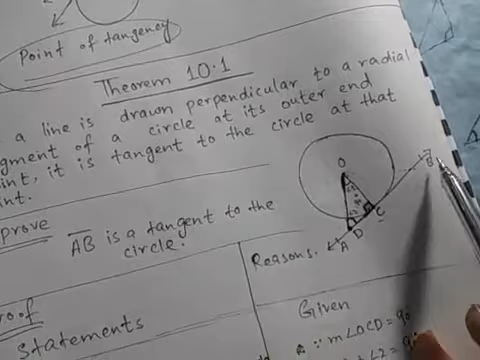 Point of tangency
Theorem 10.1
a line is drawn perpendicular to a radial
gment of a circle at its outer end
int, it is tangent to the circle at that
int.
prove
AB is a tangent to the
circle.
O
B
C
D
A
Reasons.
oof
Statements
Given
∵ m∠OCD = 90